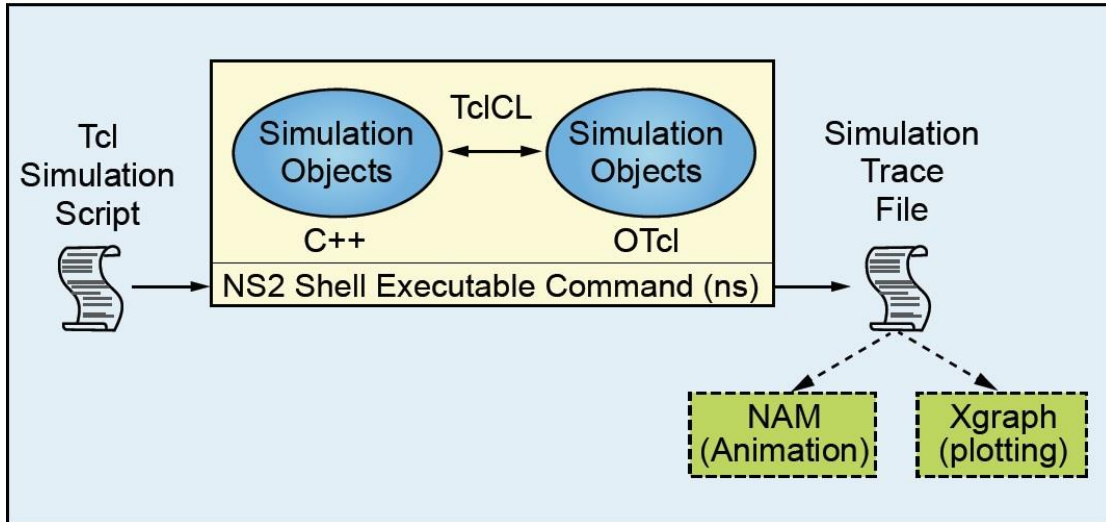 Tcl
Simulation
Script
TclCL
Simulation
Objects
Simulation
Objects
C++
OTcl
NS2 Shell Executable Command (ns)
Simulation
Trace
File
NAM
(Animation)
Xgraph
(plotting)